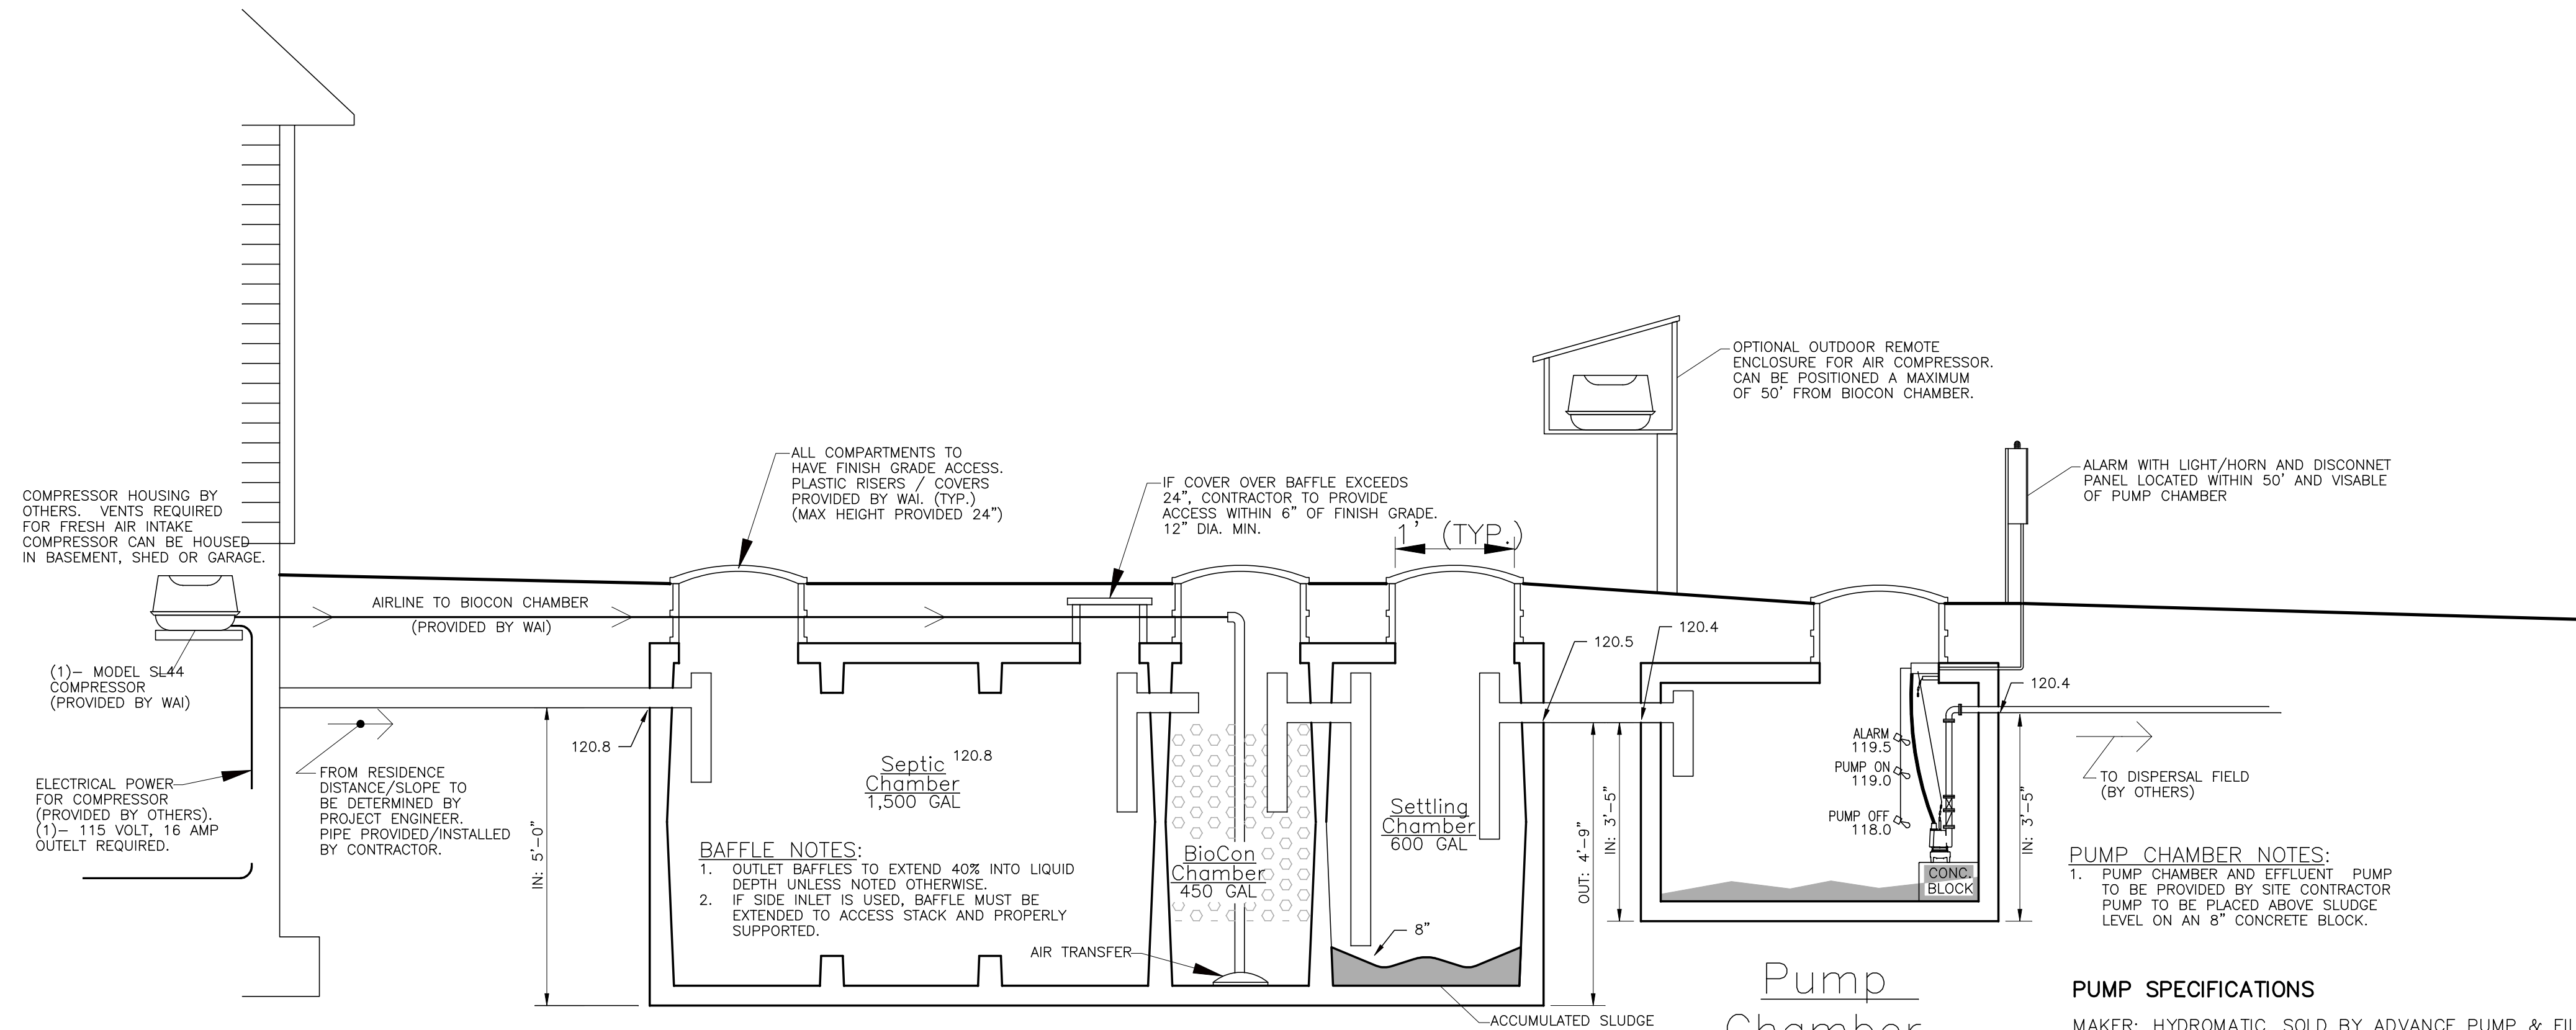 COMPRESSOR HOUSING BY
OTHERS. VENTS REQUIRED
FOR FRESH AIR INTAKE
COMPRESSOR CAN BE HOUSED
IN BASEMENT, SHED OR GARAGE.
(1)- MODEL SL44
COMPRESSOR
(PROVIDED BY WAI)
ELECTRICAL POWER
FOR COMPRESSOR
(PROVIDED BY OTHERS).
(1)- 115 VOLT, 16 AMP
OUTELT REQUIRED.
AIRLINE TO BIOCON CHAMBER
(PROVIDED BY WAI)
FROM RESIDENCE
DISTANCE/SLOPE TO
BE DETERMINED BY
PROJECT ENGINEER.
PIPE PROVIDED/INSTALLED
BY CONTRACTOR.
120.8
IN: 5'-0"
ALL COMPARTMENTS TO
HAVE FINISH GRADE ACCESS.
PLASTIC RISERS / COVERS
PROVIDED BY WAI. (TYP.)
(MAX HEIGHT PROVIDED 24")
IF COVER OVER BAFFLE EXCEEDS
24", CONTRACTOR TO PROVIDE
ACCESS WITHIN 6" OF FINISH GRADE.
12" DIA. MIN.
1' (TYP.)
Septic 120.8
Chamber
1,500 GAL
BAFFLE NOTES:
1. OUTLET BAFFLES TO EXTEND 40% INTO LIQUID
DEPTH UNLESS NOTED OTHERWISE.
2. IF SIDE INLET IS USED, BAFFLE MUST BE
EXTENDED TO ACCESS STACK AND PROPERLY
SUPPORTED.
AIR TRANSFER
BioCon
Chamber
450 GAL
Settling
Chamber
600 GAL
8"
ACCUMULATED SLUDGE
120.5
120.4
OUT: 4'-9"
IN: 3'-5"
OPTIONAL OUTDOOR REMOTE
ENCLOSURE FOR AIR COMPRESSOR.
CAN BE POSITIONED A MAXIMUM
OF 50' FROM BIOCON CHAMBER.
ALARM WITH LIGHT/HORN AND DISCONNET
PANEL LOCATED WITHIN 50' AND VISABLE
OF PUMP CHAMBER
120.4
ALARM
119.5
PUMP ON
119.0
PUMP OFF
118.0
CONC.
BLOCK
IN: 3'-5"
TO DISPERSAL FIELD
(BY OTHERS)
PUMP CHAMBER NOTES:
1. PUMP CHAMBER AND EFFLUENT PUMP
TO BE PROVIDED BY SITE CONTRACTOR
PUMP TO BE PLACED ABOVE SLUDGE
LEVEL ON AN 8" CONCRETE BLOCK.
Pump
Chamber
PUMP SPECIFICATIONS
MAKER: HYDROMATIC, SOLD BY ADVANCE PUMP &